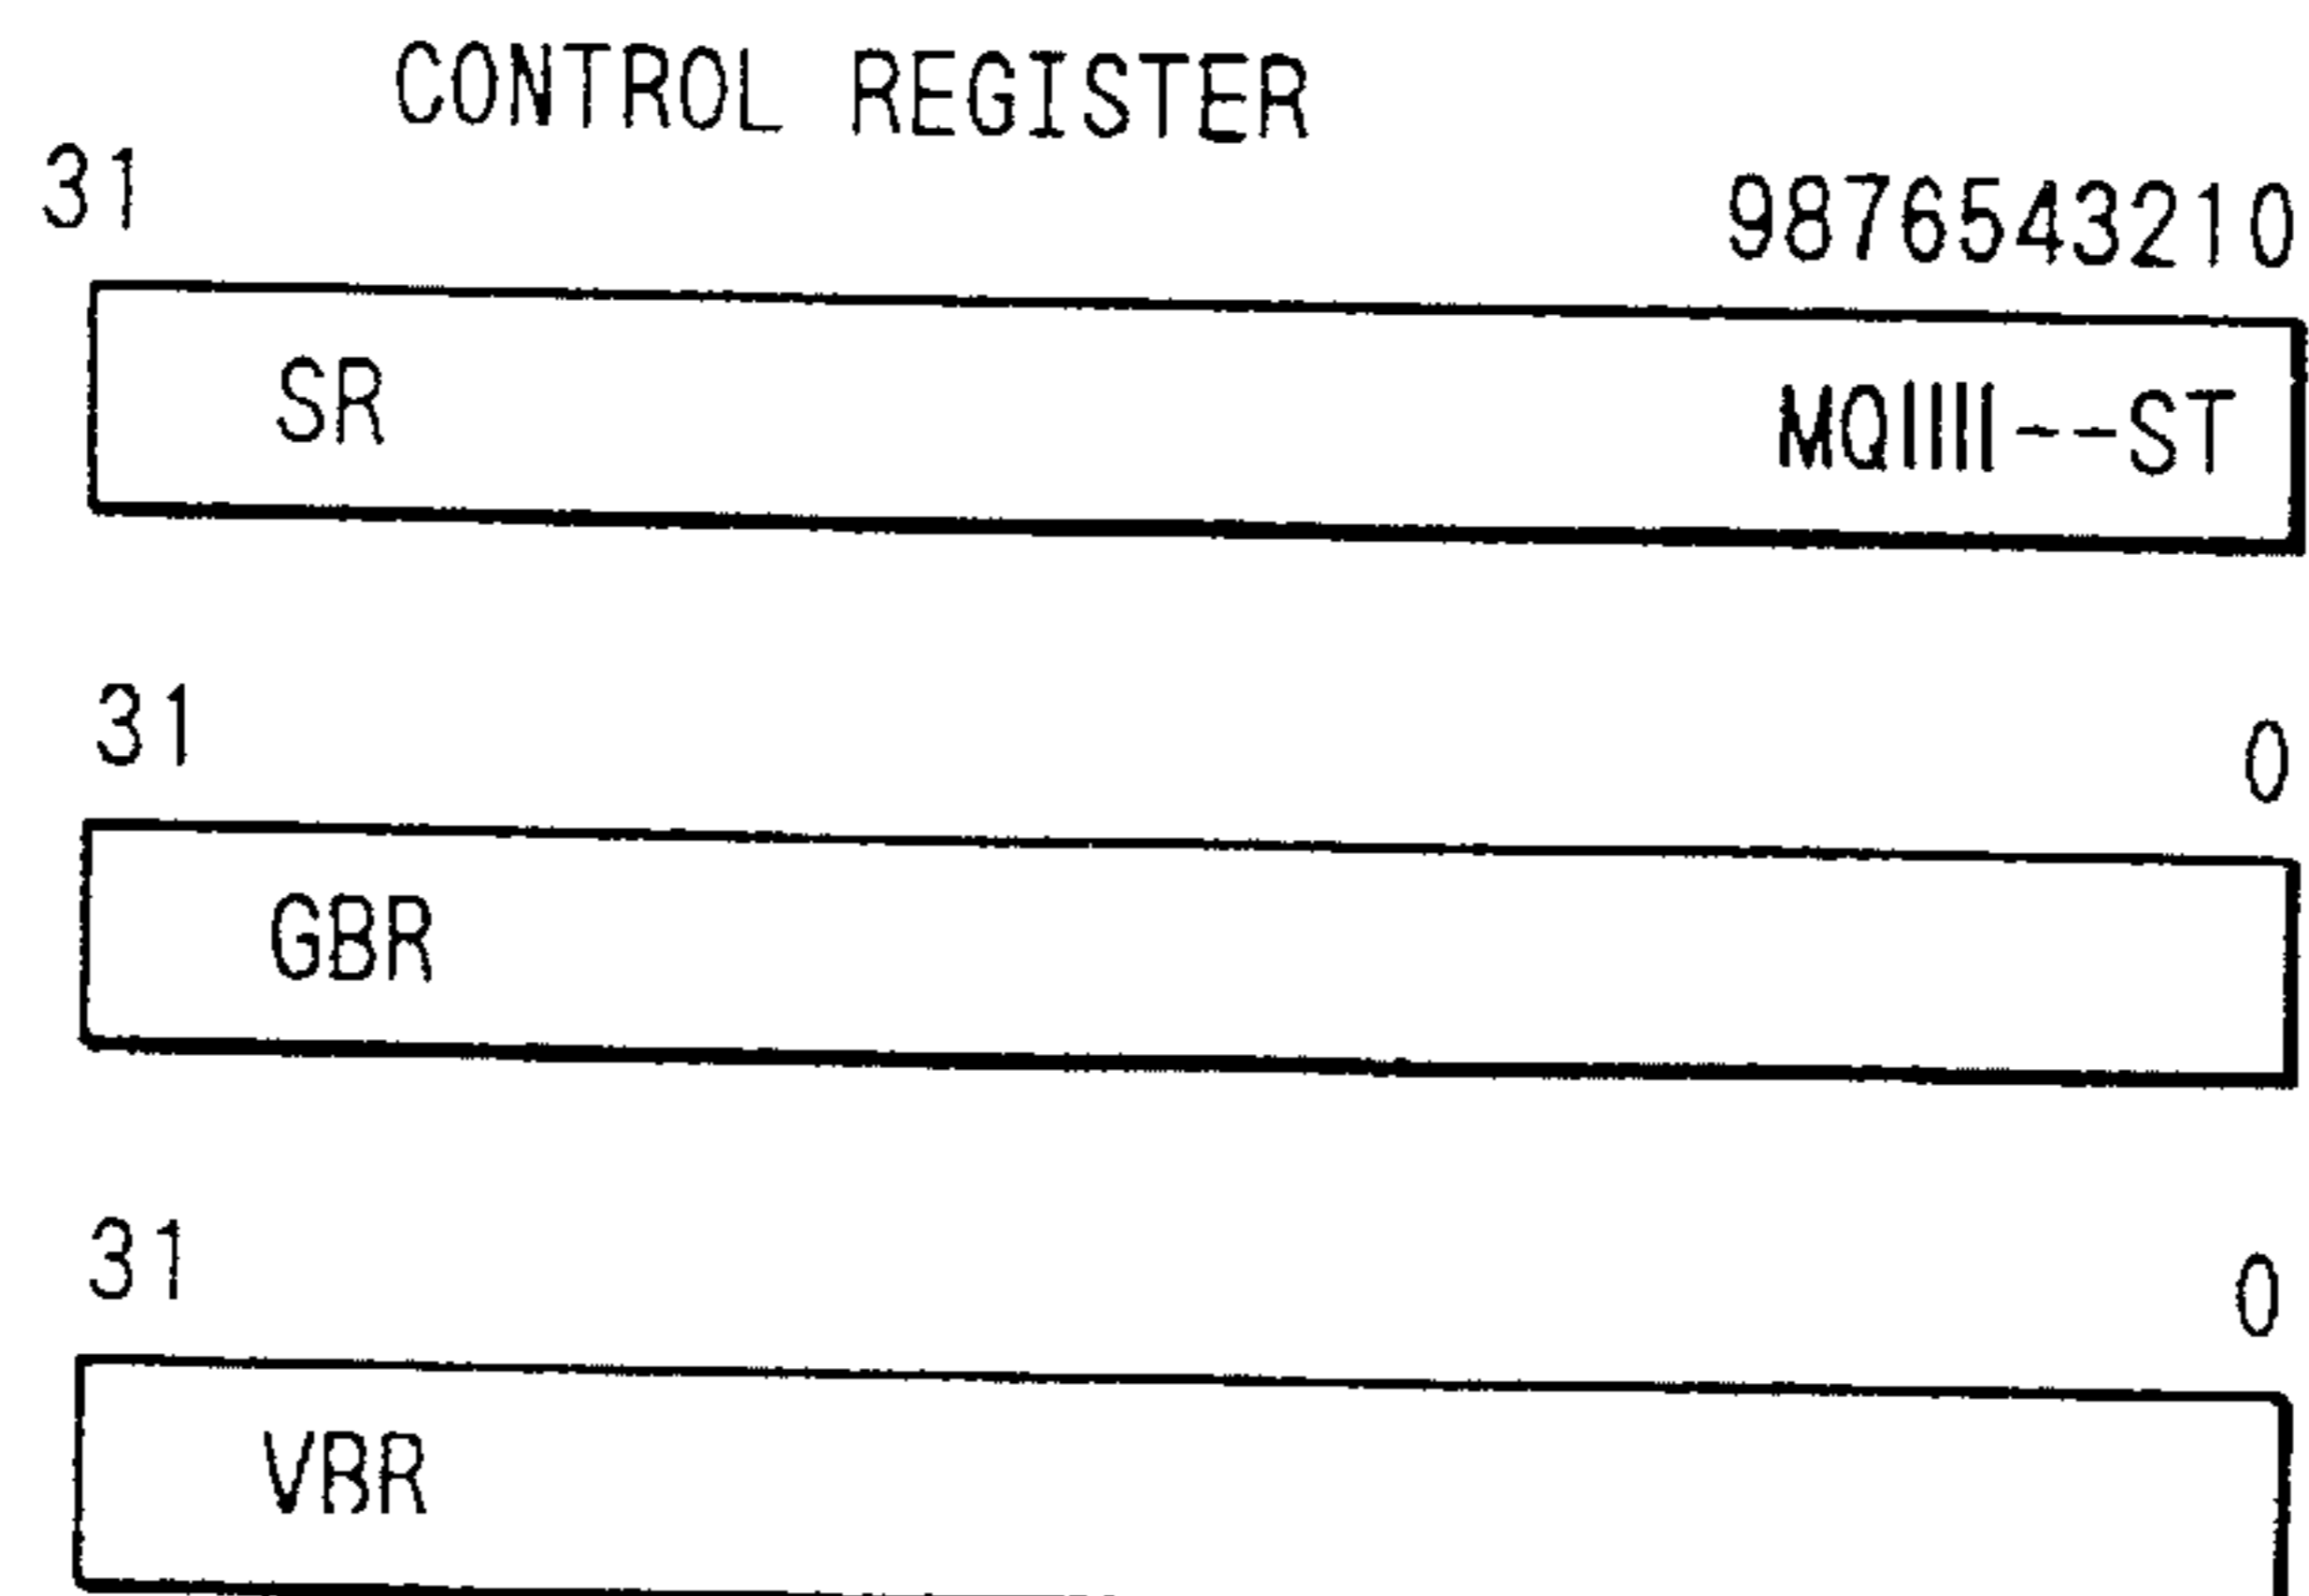 CONTROL REGISTER
31 9876543210
SR MQIIII--ST
31 0
GBR
31 0
VBR